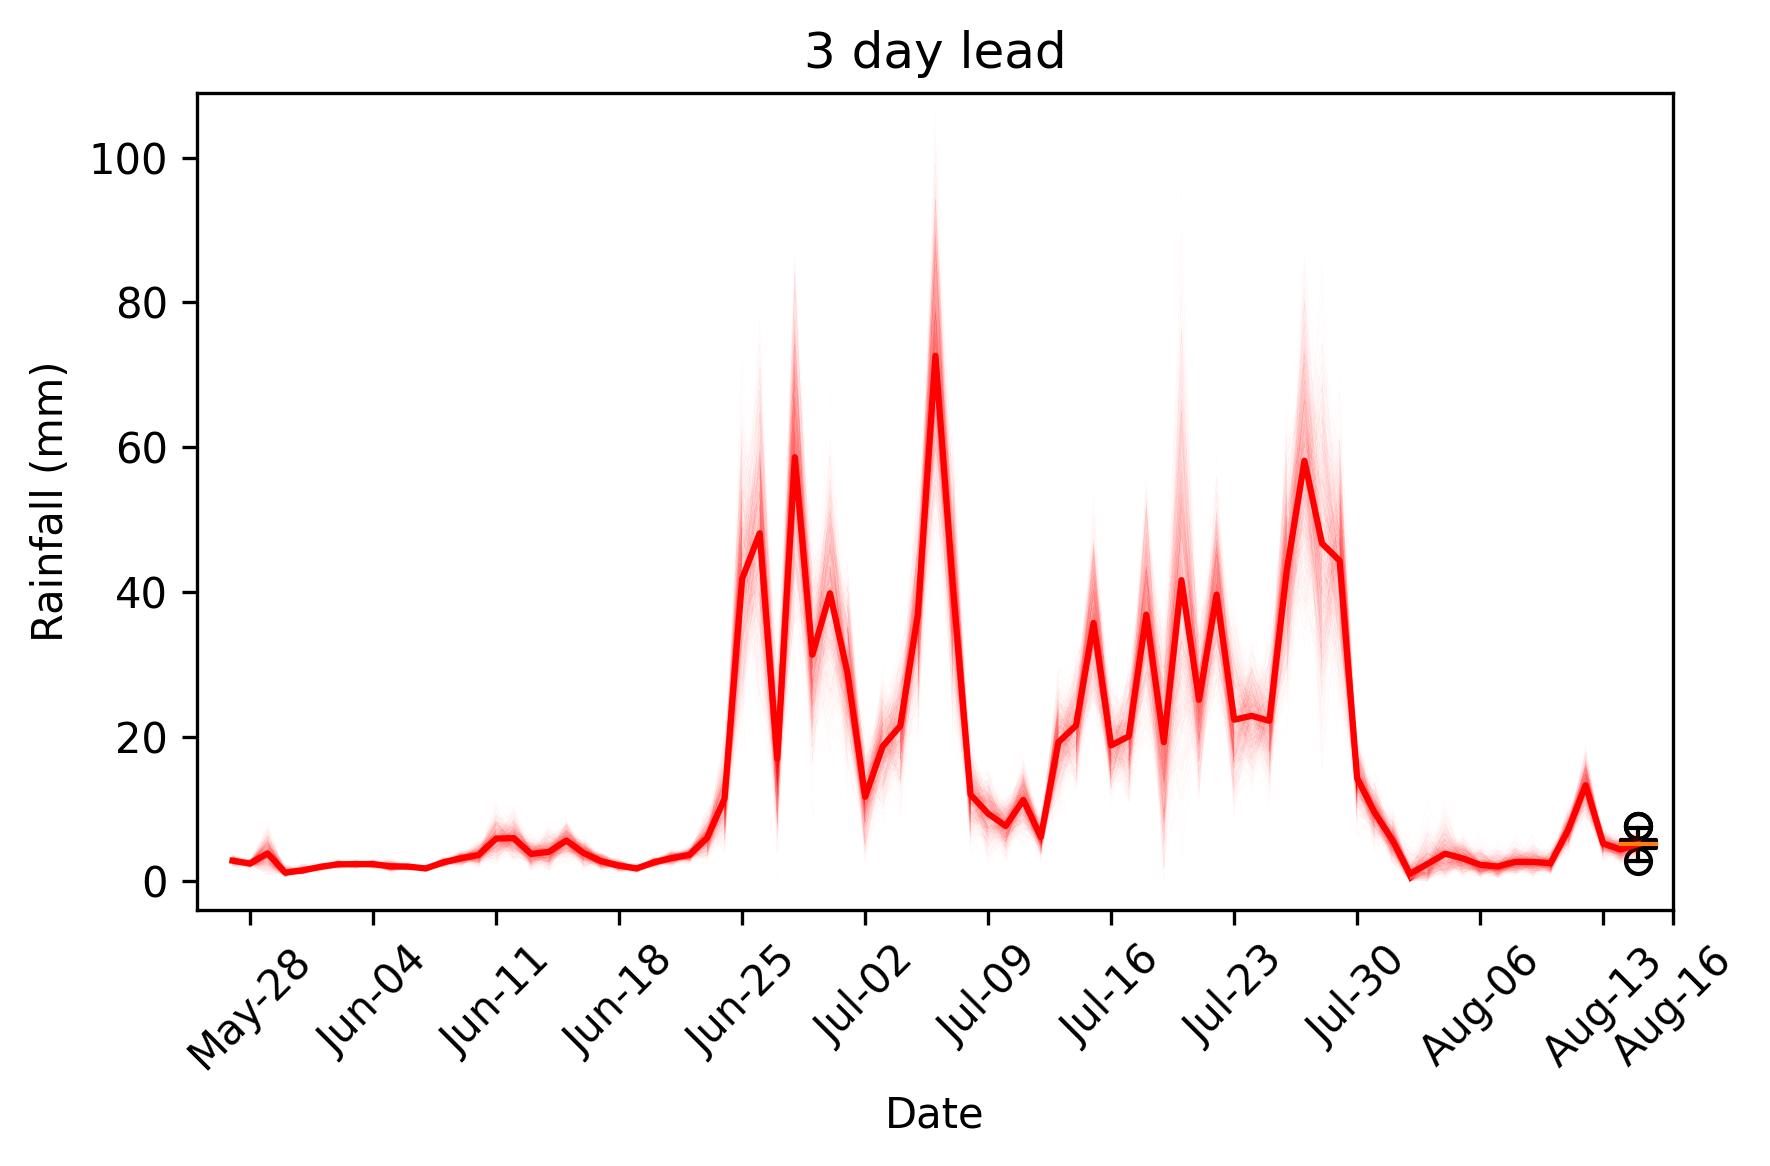 3 day lead
Rainfall (mm)
100
80
60
40
20
0
May-28
Jun-04
Jun-11
Jun-18
Jun-25
Jul-02
Jul-09
Jul-16
Jul-23
Jul-30
Aug-06
Aug-13
Aug-16
Date